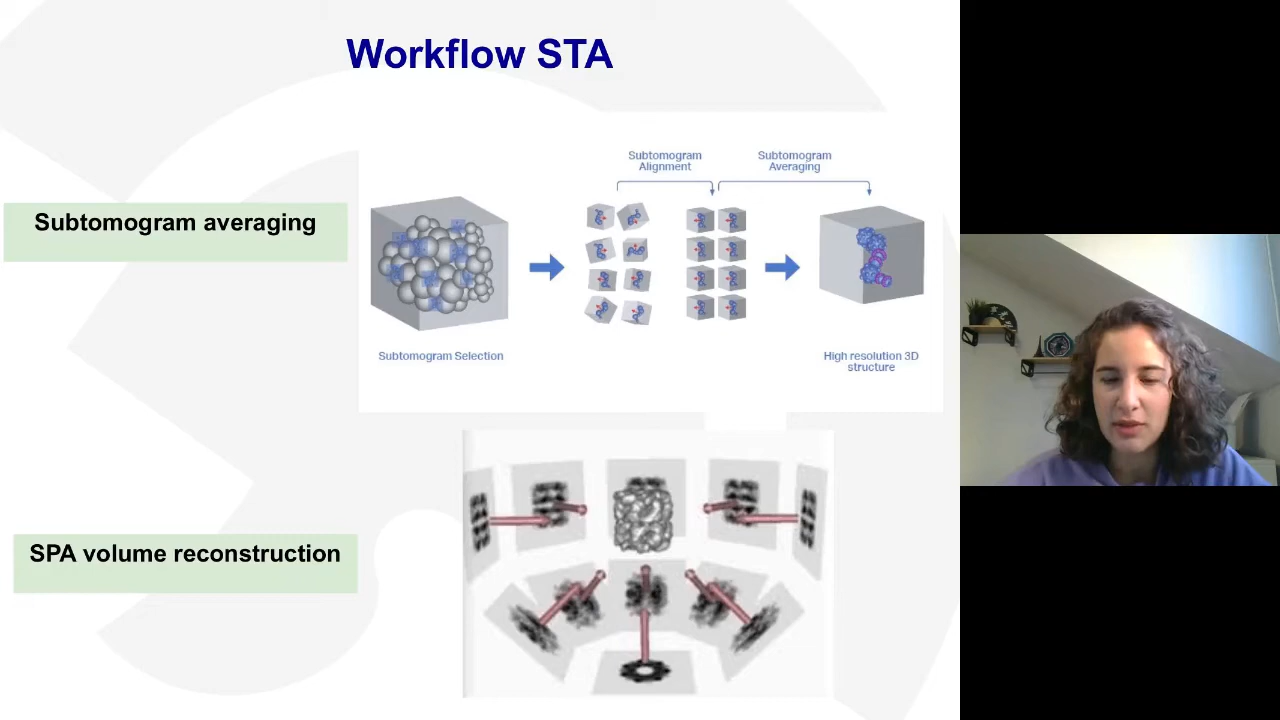 Workflow STA
Subtomogram averaging
Subtomogram
Alignment
Subtomogram
Averaging
Subtomogram Selection
High resolution 3D
structure
SPA volume reconstruction